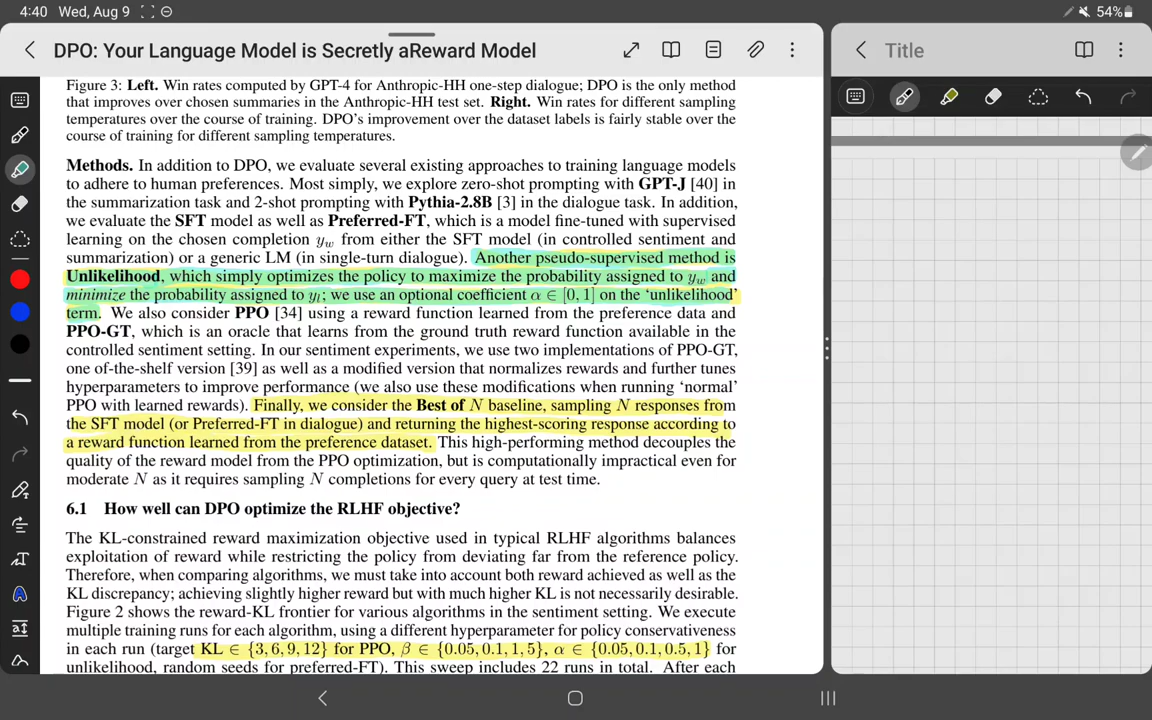 4:40 Wed, Aug 9
54%
DPO: Your Language Model is Secretly aReward Model
Title
Figure 3: Left. Win rates computed by GPT-4 for Anthropic-HH one-step dialogue; DPO is the only method
that improves over chosen summaries in the Anthropic-HH test set. Right. Win rates for different sampling
temperatures over the course of training. DPO's improvement over the dataset labels is fairly stable over the
course of training for different sampling temperatures.
Methods. In addition to DPO, we evaluate several existing approaches to training language models
to adhere to human preferences. Most simply, we explore zero-shot prompting with GPT-J [40] in
the summarization task and 2-shot prompting with Pythia-2.8B [3] in the dialogue task. In addition,
we evaluate the SFT model as well as Preferred-FT, which is a model fine-tuned with supervised
learning on the chosen completion y_w from either the SFT model (in controlled sentiment and
summarization) or a generic LM (in single-turn dialogue). Another pseudo-supervised method is
Unlikelihood, which simply optimizes the policy to maximize the probability assigned to y_w and
minimize the probability assigned to y_l; we use an optional coefficient α ∈ [0, 1] on the 'unlikelihood'
term. We also consider PPO [34] using a reward function learned from the preference data and
PPO-GT, which is an oracle that learns from the ground truth reward function available in the
controlled sentiment setting. In our sentiment experiments, we use two implementations of PPO-GT,
one of-the-shelf version [39] as well as a modified version that normalizes rewards and further tunes
hyperparameters to improve performance (we also use these modifications when running 'normal'
PPO with learned rewards). Finally, we consider the Best of N baseline, sampling N responses from
the SFT model (or Preferred-FT in dialogue) and returning the highest-scoring response according to
a reward function learned from the preference dataset. This high-performing method decouples the
quality of the reward model from the PPO optimization, but is computationally impractical even for
moderate N as it requires sampling N completions for every query at test time.
6.1 How well can DPO optimize the RLHF objective?
The KL-constrained reward maximization objective used in typical RLHF algorithms balances
exploitation of reward while restricting the policy from deviating far from the reference policy.
Therefore, when comparing algorithms, we must take into account both reward achieved as well as the
KL discrepancy; achieving slightly higher reward but with much higher KL is not necessarily desirable.
Figure 2 shows the reward-KL frontier for various algorithms in the sentiment setting. We execute
multiple training runs for each algorithm, using a different hyperparameter for policy conservativeness
in each run (target KL ∈ {3, 6, 9, 12} for PPO, β ∈ {0.05, 0.1, 1, 5}, α ∈ {0.05, 0.1, 0.5, 1} for
unlikelihood, random seeds for preferred-FT). This sweep includes 22 runs in total. After each